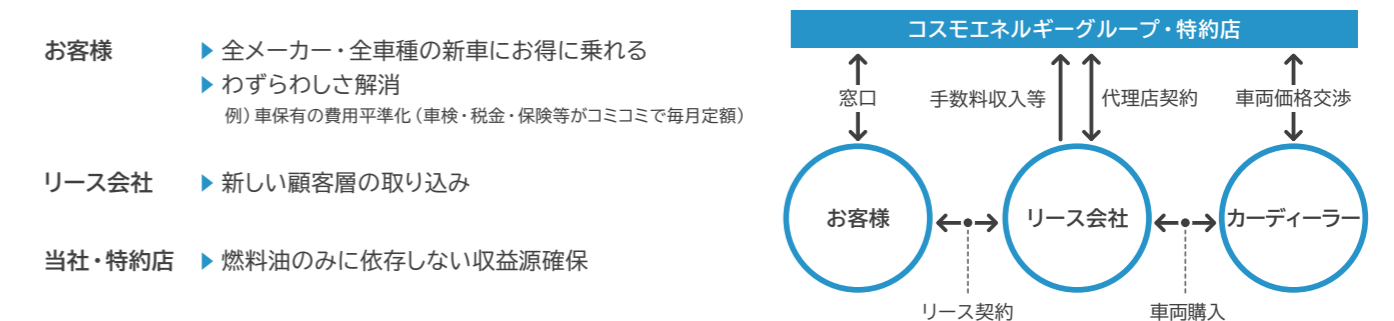 お客様
▶ 全メーカー・全車種の新車にお得に乗れる
▶ わずらわしさ解消
例）車保有の費用平準化（車検・税金・保険等がコミコミで毎月定額）
リース会社
▶ 新しい顧客層の取り込み
当社・特約店
▶ 燃料油のみに依存しない収益源確保
コスモエネルギーグループ・特約店
窓口
手数料収入等
代理店契約
車両価格交渉
お客様
リース会社
カーディーラー
リース契約
車両購入